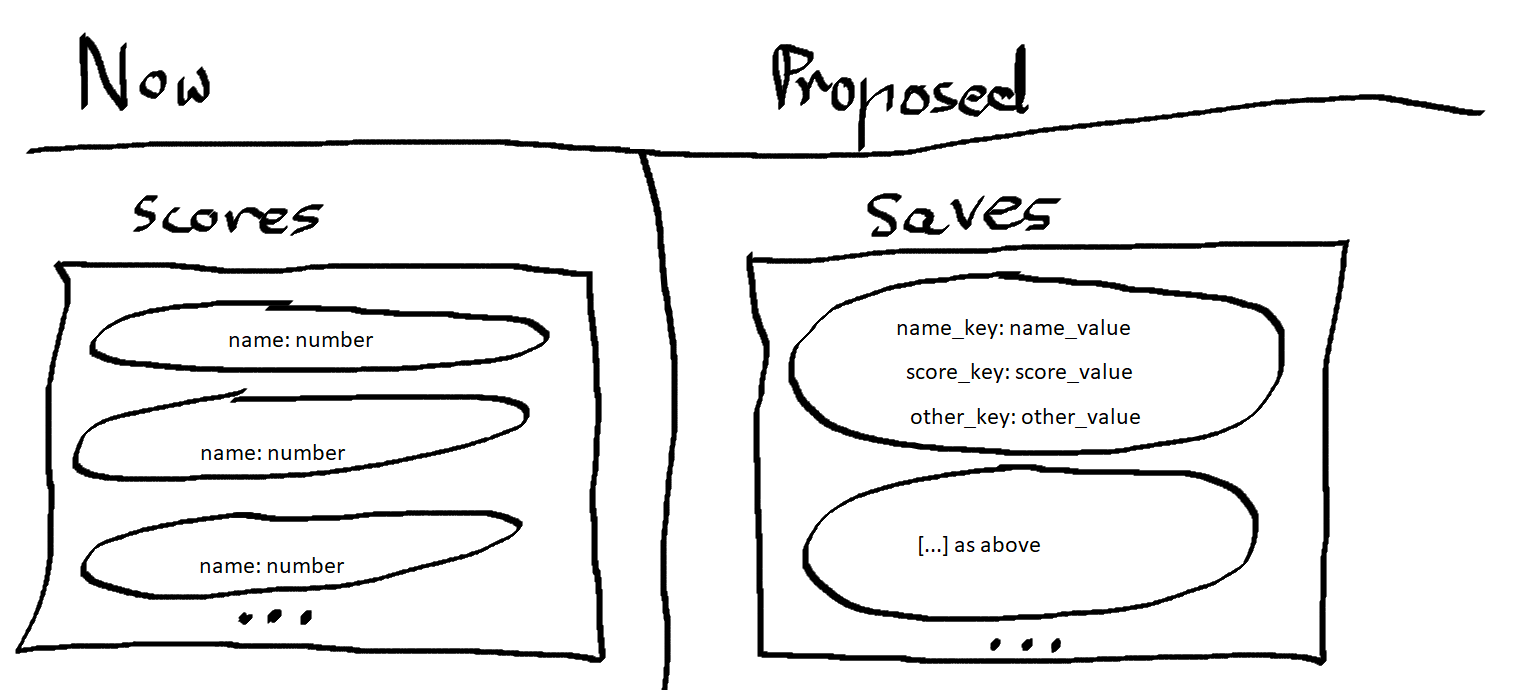 Now
Proposed
Scores
Saves
name: number
name: number
name: number
...
name_key: name_value
score_key: score_value
other_key: other_value
[...] as above
...